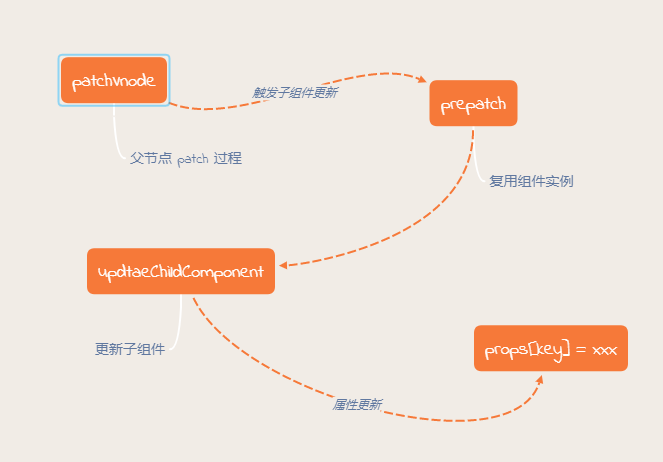 patchVnode
触发子组件更新
prepatch
父节点 patch 过程
复用组件实例
updtaeChildComponent
更新子组件
props[key] = xxx
属性更新